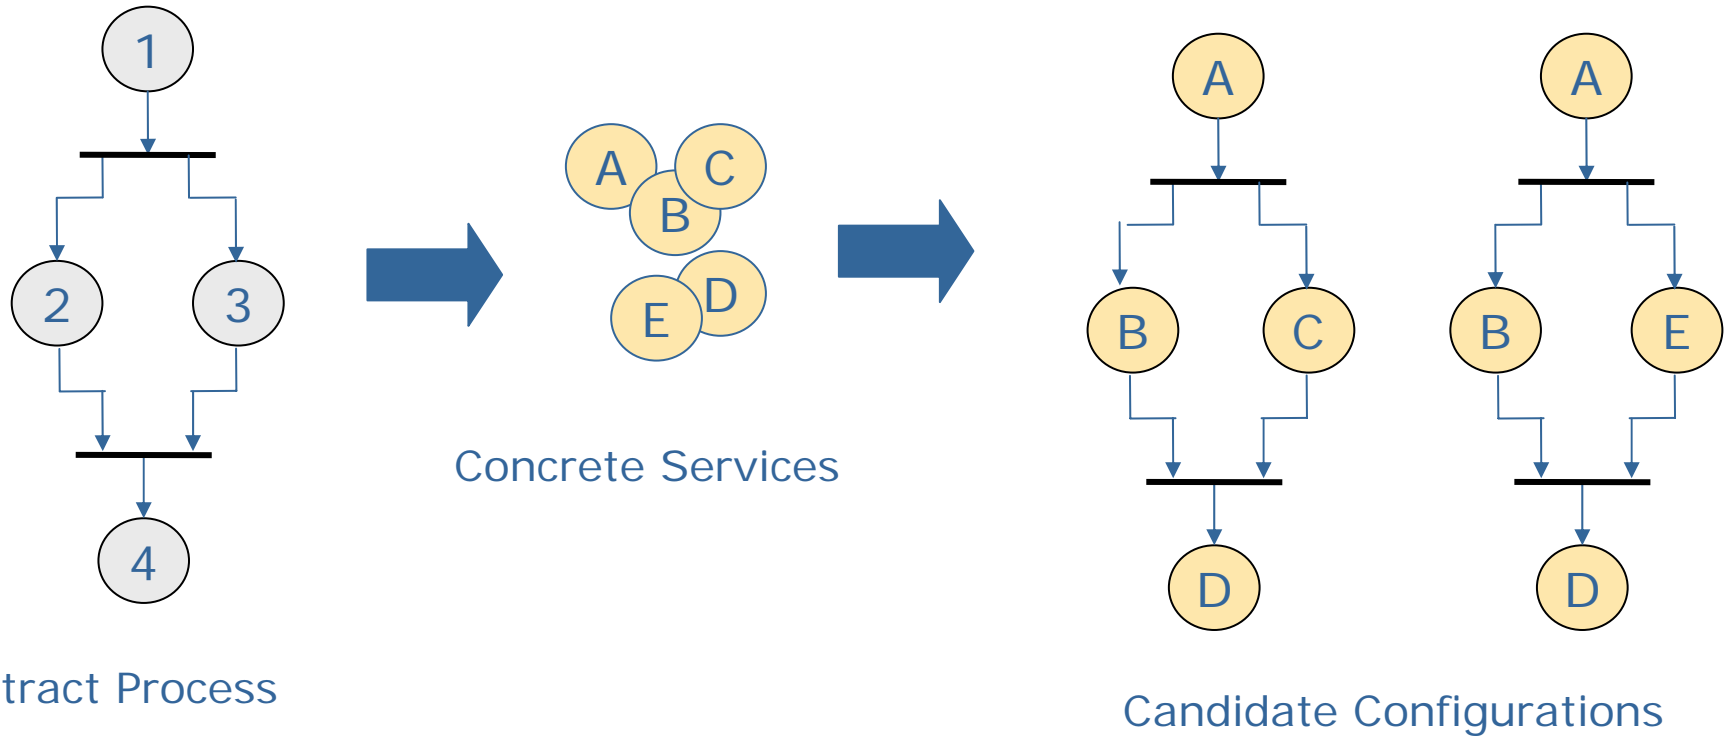 1
2
3
4
tract Process
A
C
B
D
E
Concrete Services
A
B
C
D
A
B
E
D
Candidate Configurations